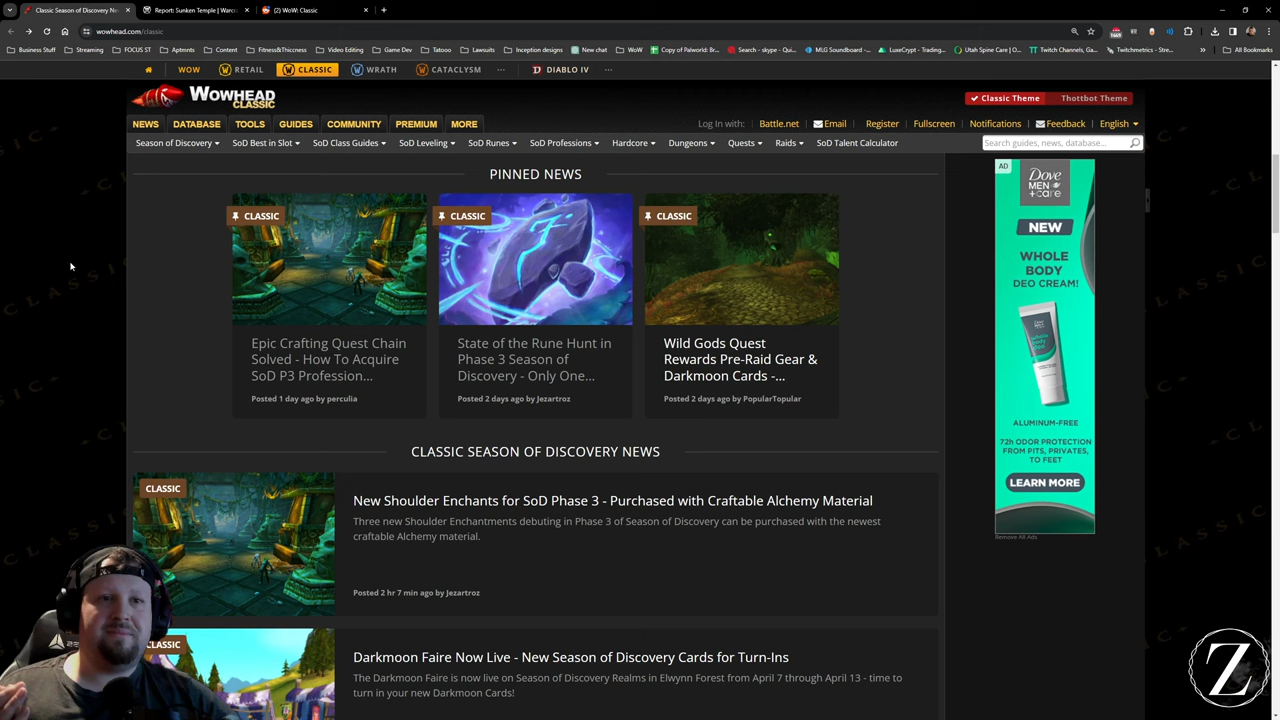 Classic Season of Discovery Ne
Report: Sunken Temple | Warcr
(2) WoW: Classic
wowhead.com/classic
Business Stuff
Streaming
FOCUS ST
Aptmnts
Content
Fitness&Thiccness
Video Editing
Game Dev
Tatooo
Lawsuits
Inception designs
New chat
WoW
Copy of Palworld: Br...
Search - skype - Qui...
MLG Soundboard -...
LuxeCrypt - Trading...
Utah Spine Care | O...
Twitch Channels, Ga...
Twitchmetrics - Stre...
All Bookmarks
WOW
RETAIL
CLASSIC
WRATH
CATACLYSM
DIABLO IV
WOWHEAD
CLASSIC
Classic Theme
Thottbot Theme
NEWS
DATABASE
TOOLS
GUIDES
COMMUNITY
PREMIUM
MORE
Log In with:
Battle.net
Email
Register
Fullscreen
Notifications
Feedback
English
Season of Discovery
SoD Best in Slot
SoD Class Guides
SoD Leveling
SoD Runes
SoD Professions
Hardcore
Dungeons
Quests
Raids
SoD Talent Calculator
Search guides, news, database...
PINNED NEWS
CLASSIC
Epic Crafting Quest Chain
Solved - How To Acquire
SoD P3 Profession...
Posted 1 day ago by perculia
CLASSIC
State of the Rune Hunt in
Phase 3 Season of
Discovery - Only One...
Posted 2 days ago by Jezartroz
CLASSIC
Wild Gods Quest
Rewards Pre-Raid Gear &
Darkmoon Cards -...
Posted 2 days ago by PopularTopular
AD
Dove
MEN
+care
NEW
WHOLE
BODY
DEO CREAM!
ALUMINUM-FREE
72h ODOR PROTECTION
FROM PITS, PRIVATES,
TO FEET
LEARN MORE
Remove All Ads
CLASSIC SEASON OF DISCOVERY NEWS
CLASSIC
New Shoulder Enchants for SoD Phase 3 - Purchased with Craftable Alchemy Material
Three new Shoulder Enchantments debuting in Phase 3 of Season of Discovery can be purchased with the newest
craftable Alchemy material.
Posted 2 hr 7 min ago by Jezartroz
CLASSIC
Darkmoon Faire Now Live - New Season of Discovery Cards for Turn-Ins
The Darkmoon Faire is now live on Season of Discovery Realms in Elwynn Forest from April 7 through April 13 - time to
turn in your new Darkmoon Cards!
Z